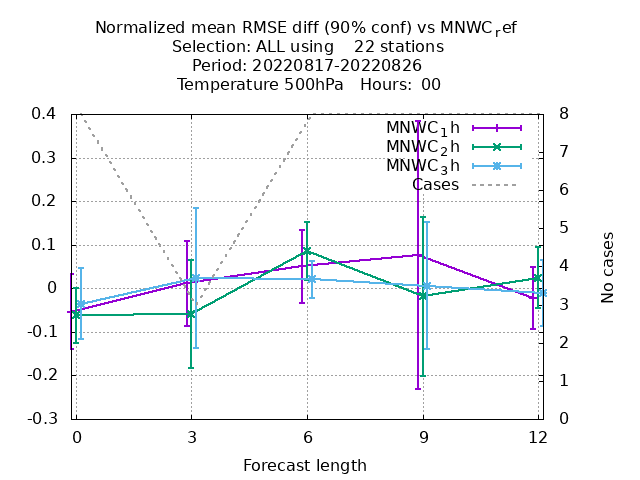 Normalized mean RMSE diff (90% conf) vs MNWC_ref
Selection: ALL using    22 stations
Period: 20220817-20220826
Temperature 500hPa   Hours:  00
MNWC_1h
MNWC_2h
MNWC_3h
Cases
0.4
0.3
0.2
0.1
0
-0.1
-0.2
-0.3
8
7
6
5
4
3
2
1
0
No cases
0 3 6 9 12
Forecast length